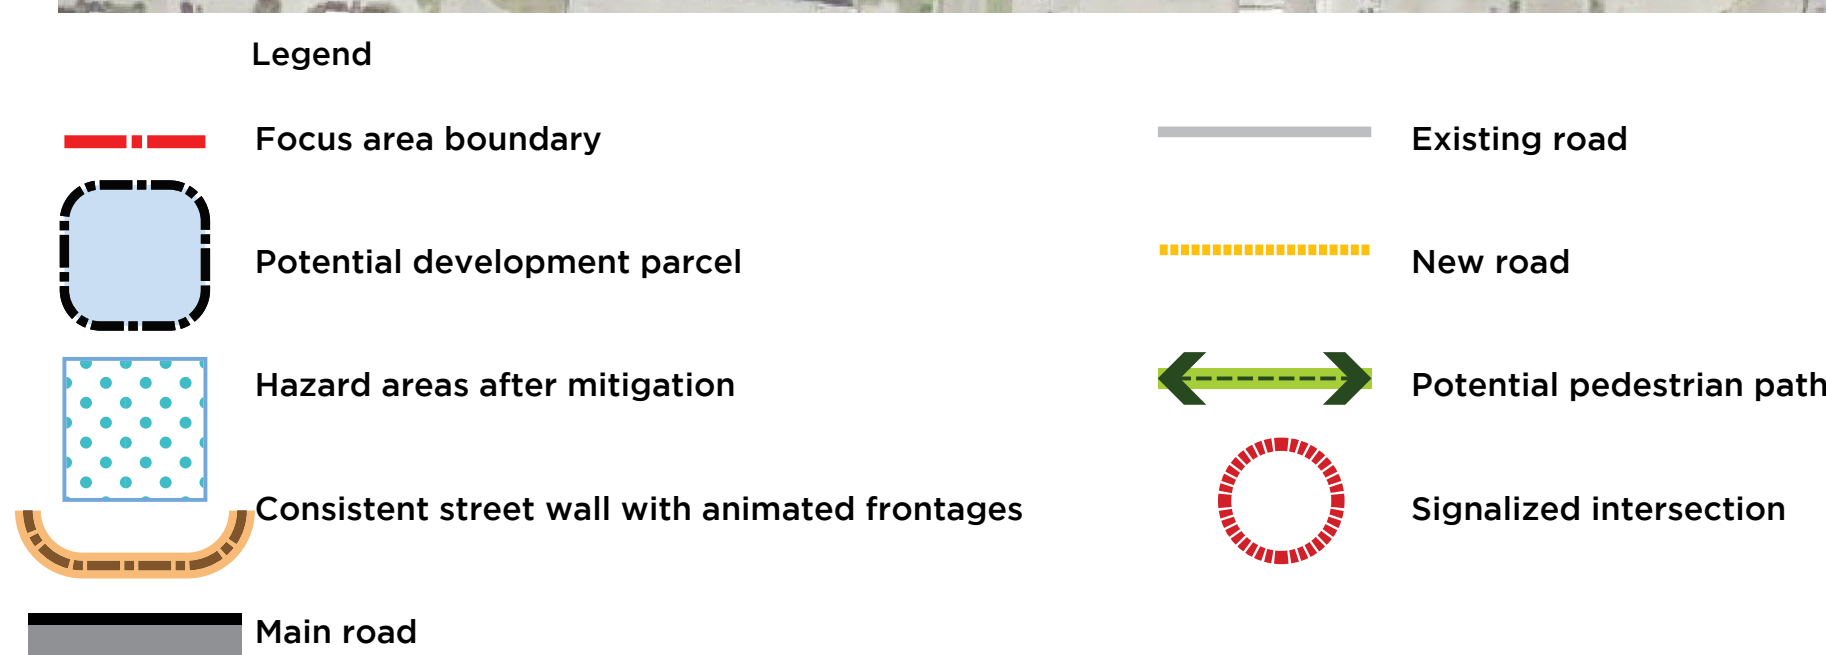 Legend
Focus area boundary
Potential development parcel
Hazard areas after mitigation
Consistent street wall with animated frontages
Main road
Existing road
New road
Potential pedestrian path
Signalized intersection